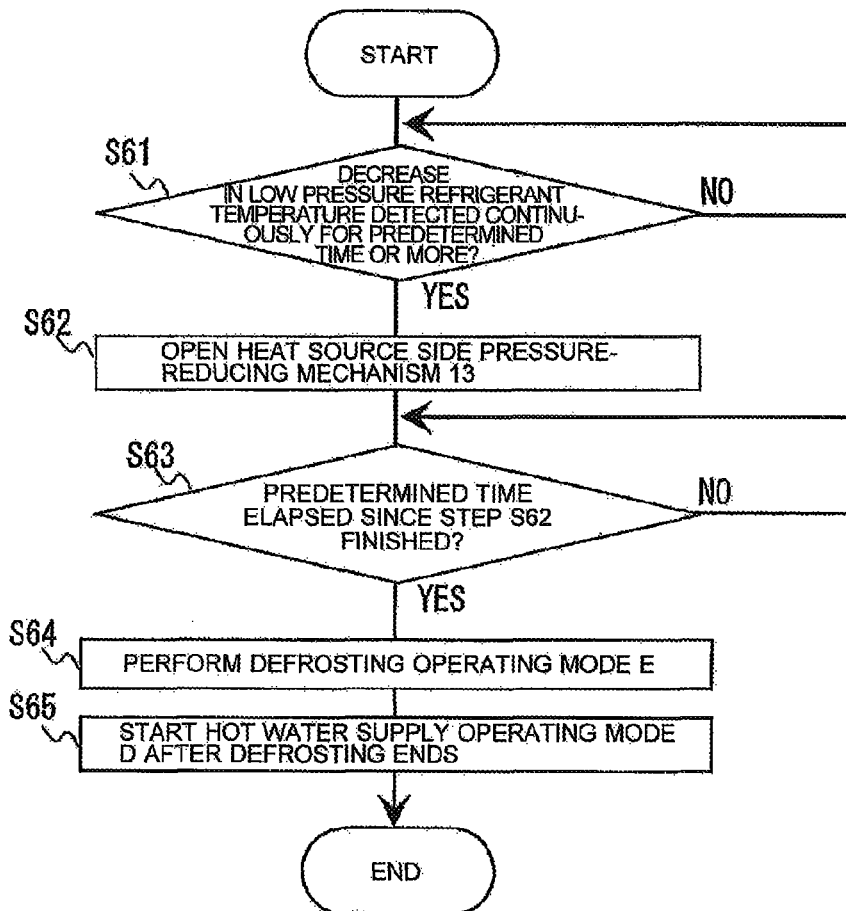 START
S61
DECREASE
IN LOW PRESSURE REFRIGERANT
TEMPERATURE DETECTED CONTINU-
OUSLY FOR PREDETERMINED
TIME OR MORE?
NO
YES
S62
OPEN HEAT SOURCE SIDE PRESSURE-
REDUCING MECHANISM 13
S63
PREDETERMINED TIME
ELAPSED SINCE STEP S62
FINISHED?
NO
YES
S64
PERFORM DEFROSTING OPERATING MODE E
S65
START HOT WATER SUPPLY OPERATING MODE
D AFTER DEFROSTING ENDS
END